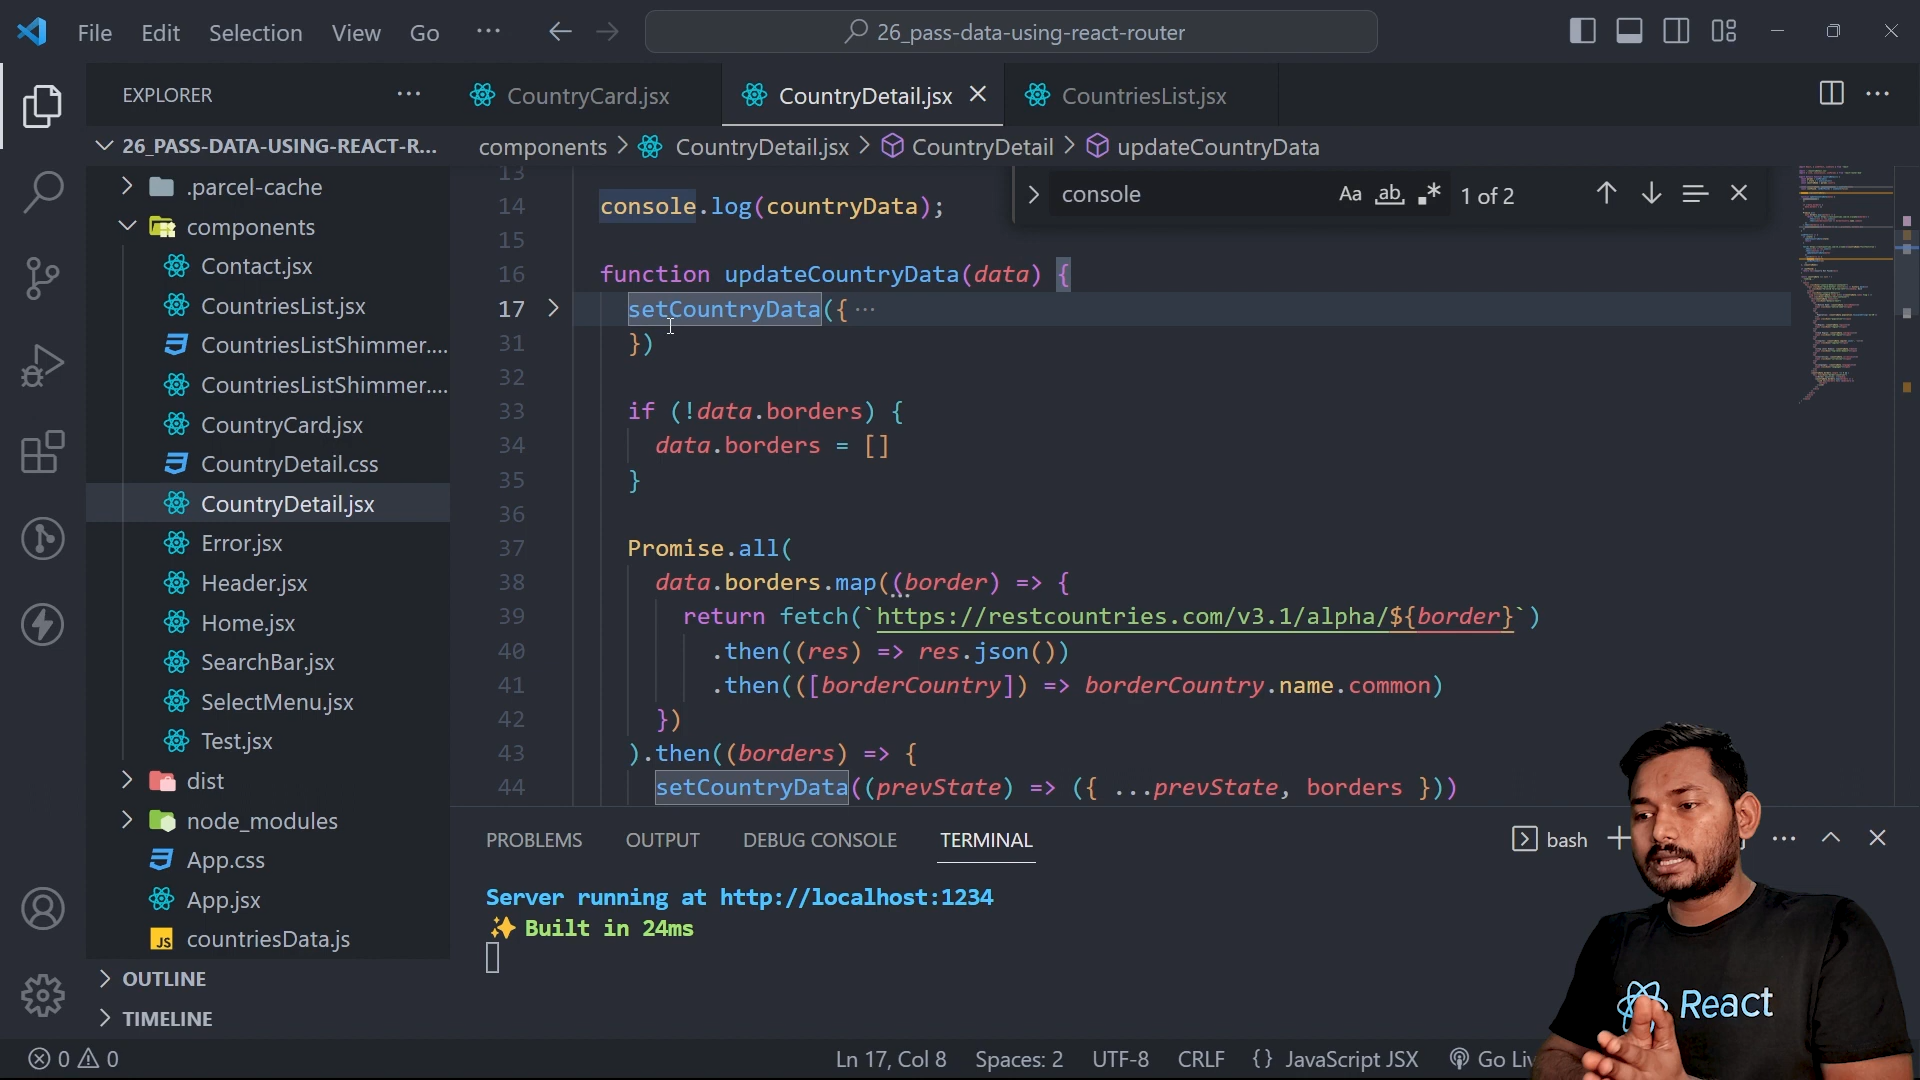 File Edit Selection View Go ··· 26_pass-data-using-react-router
EXPLORER ···
CountryCard.jsx CountryDetail.jsx CountriesList.jsx
26_PASS-DATA-USING-REACT-R...
components > CountryDetail.jsx > CountryDetail > updateCountryData
.parcel-cache
components
Contact.jsx
CountriesList.jsx
CountriesListShimmer....
CountriesListShimmer....
CountryCard.jsx
CountryDetail.css
CountryDetail.jsx
Error.jsx
Header.jsx
Home.jsx
SearchBar.jsx
SelectMenu.jsx
Test.jsx
dist
node_modules
App.css
App.jsx
countriesData.js
OUTLINE
TIMELINE
console Aa ab .* 1 of 2
13
14 console.log(countryData);
15
16 function updateCountryData(data) {
17 setCountryData({ ···
31 })
32
33 if (!data.borders) {
34 data.borders = []
35 }
36
37 Promise.all(
38 data.borders.map((border) => {
39 return fetch(`https://restcountries.com/v3.1/alpha/${border}`)
40 .then((res) => res.json())
41 .then(([borderCountry]) => borderCountry.name.common)
42 })
43 ).then((borders) => {
44 setCountryData((prevState) => ({ ...prevState, borders }))
PROBLEMS OUTPUT DEBUG CONSOLE TERMINAL bash
Server running at http://localhost:1234
✨ Built in 24ms
React
0 0 Ln 17, Col 8 Spaces: 2 UTF-8 CRLF {} JavaScript JSX Go